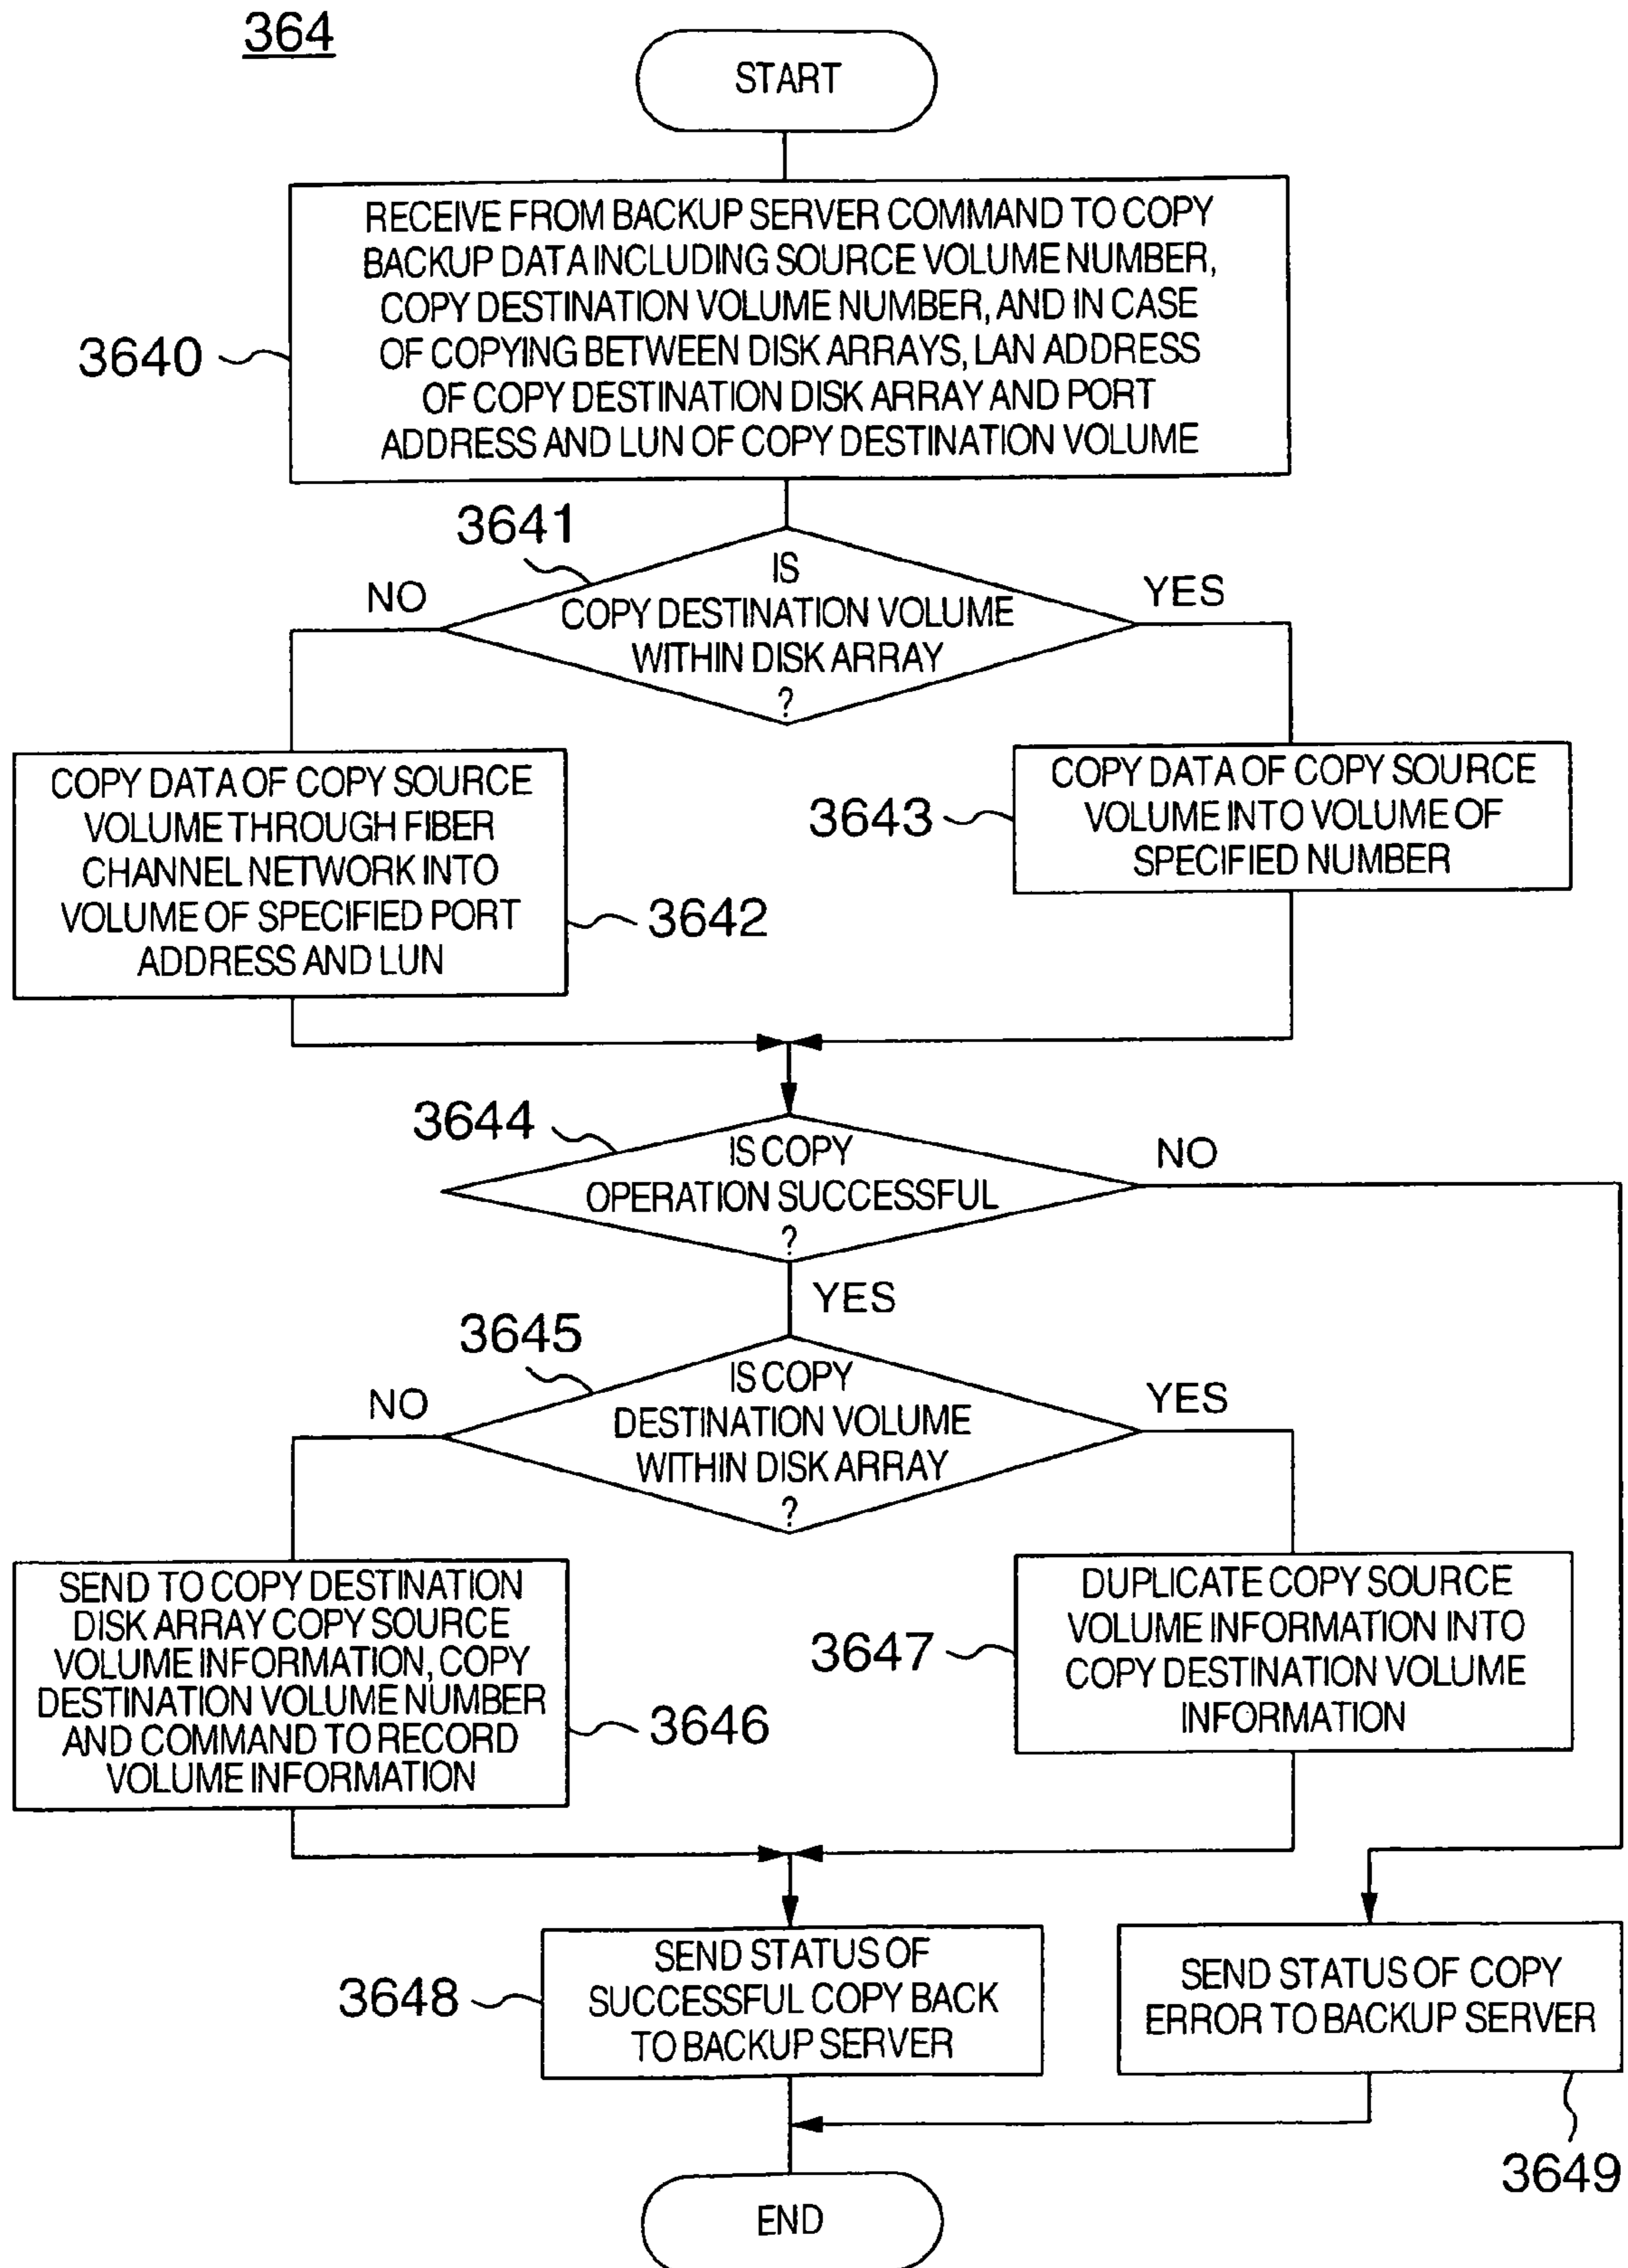 364
START
RECEIVE FROM BACKUP SERVER COMMAND TO COPY
BACKUP DATA INCLUDING SOURCE VOLUME NUMBER,
COPY DESTINATION VOLUME NUMBER, AND IN CASE
OF COPYING BETWEEN DISK ARRAYS, LAN ADDRESS
OF COPY DESTINATION DISK ARRAY AND PORT
ADDRESS AND LUN OF COPY DESTINATION VOLUME
3640
3641
IS
COPY DESTINATION VOLUME
WITHIN DISK ARRAY
?
NO
YES
COPY DATA OF COPY SOURCE
VOLUME THROUGH FIBER
CHANNEL NETWORK INTO
VOLUME OF SPECIFIED PORT
ADDRESS AND LUN
3642
3643
COPY DATA OF COPY SOURCE
VOLUME INTO VOLUME OF
SPECIFIED NUMBER
3644
IS COPY
OPERATION SUCCESSFUL
?
NO
YES
3645
IS COPY
DESTINATION VOLUME
WITHIN DISK ARRAY
?
NO
YES
SEND TO COPY DESTINATION
DISK ARRAY COPY SOURCE
VOLUME INFORMATION, COPY
DESTINATION VOLUME NUMBER
AND COMMAND TO RECORD
VOLUME INFORMATION
3646
3647
DUPLICATE COPY SOURCE
VOLUME INFORMATION INTO
COPY DESTINATION VOLUME
INFORMATION
3648
SEND STATUS OF
SUCCESSFUL COPY BACK
TO BACKUP SERVER
SEND STATUS OF COPY
ERROR TO BACKUP SERVER
3649
END